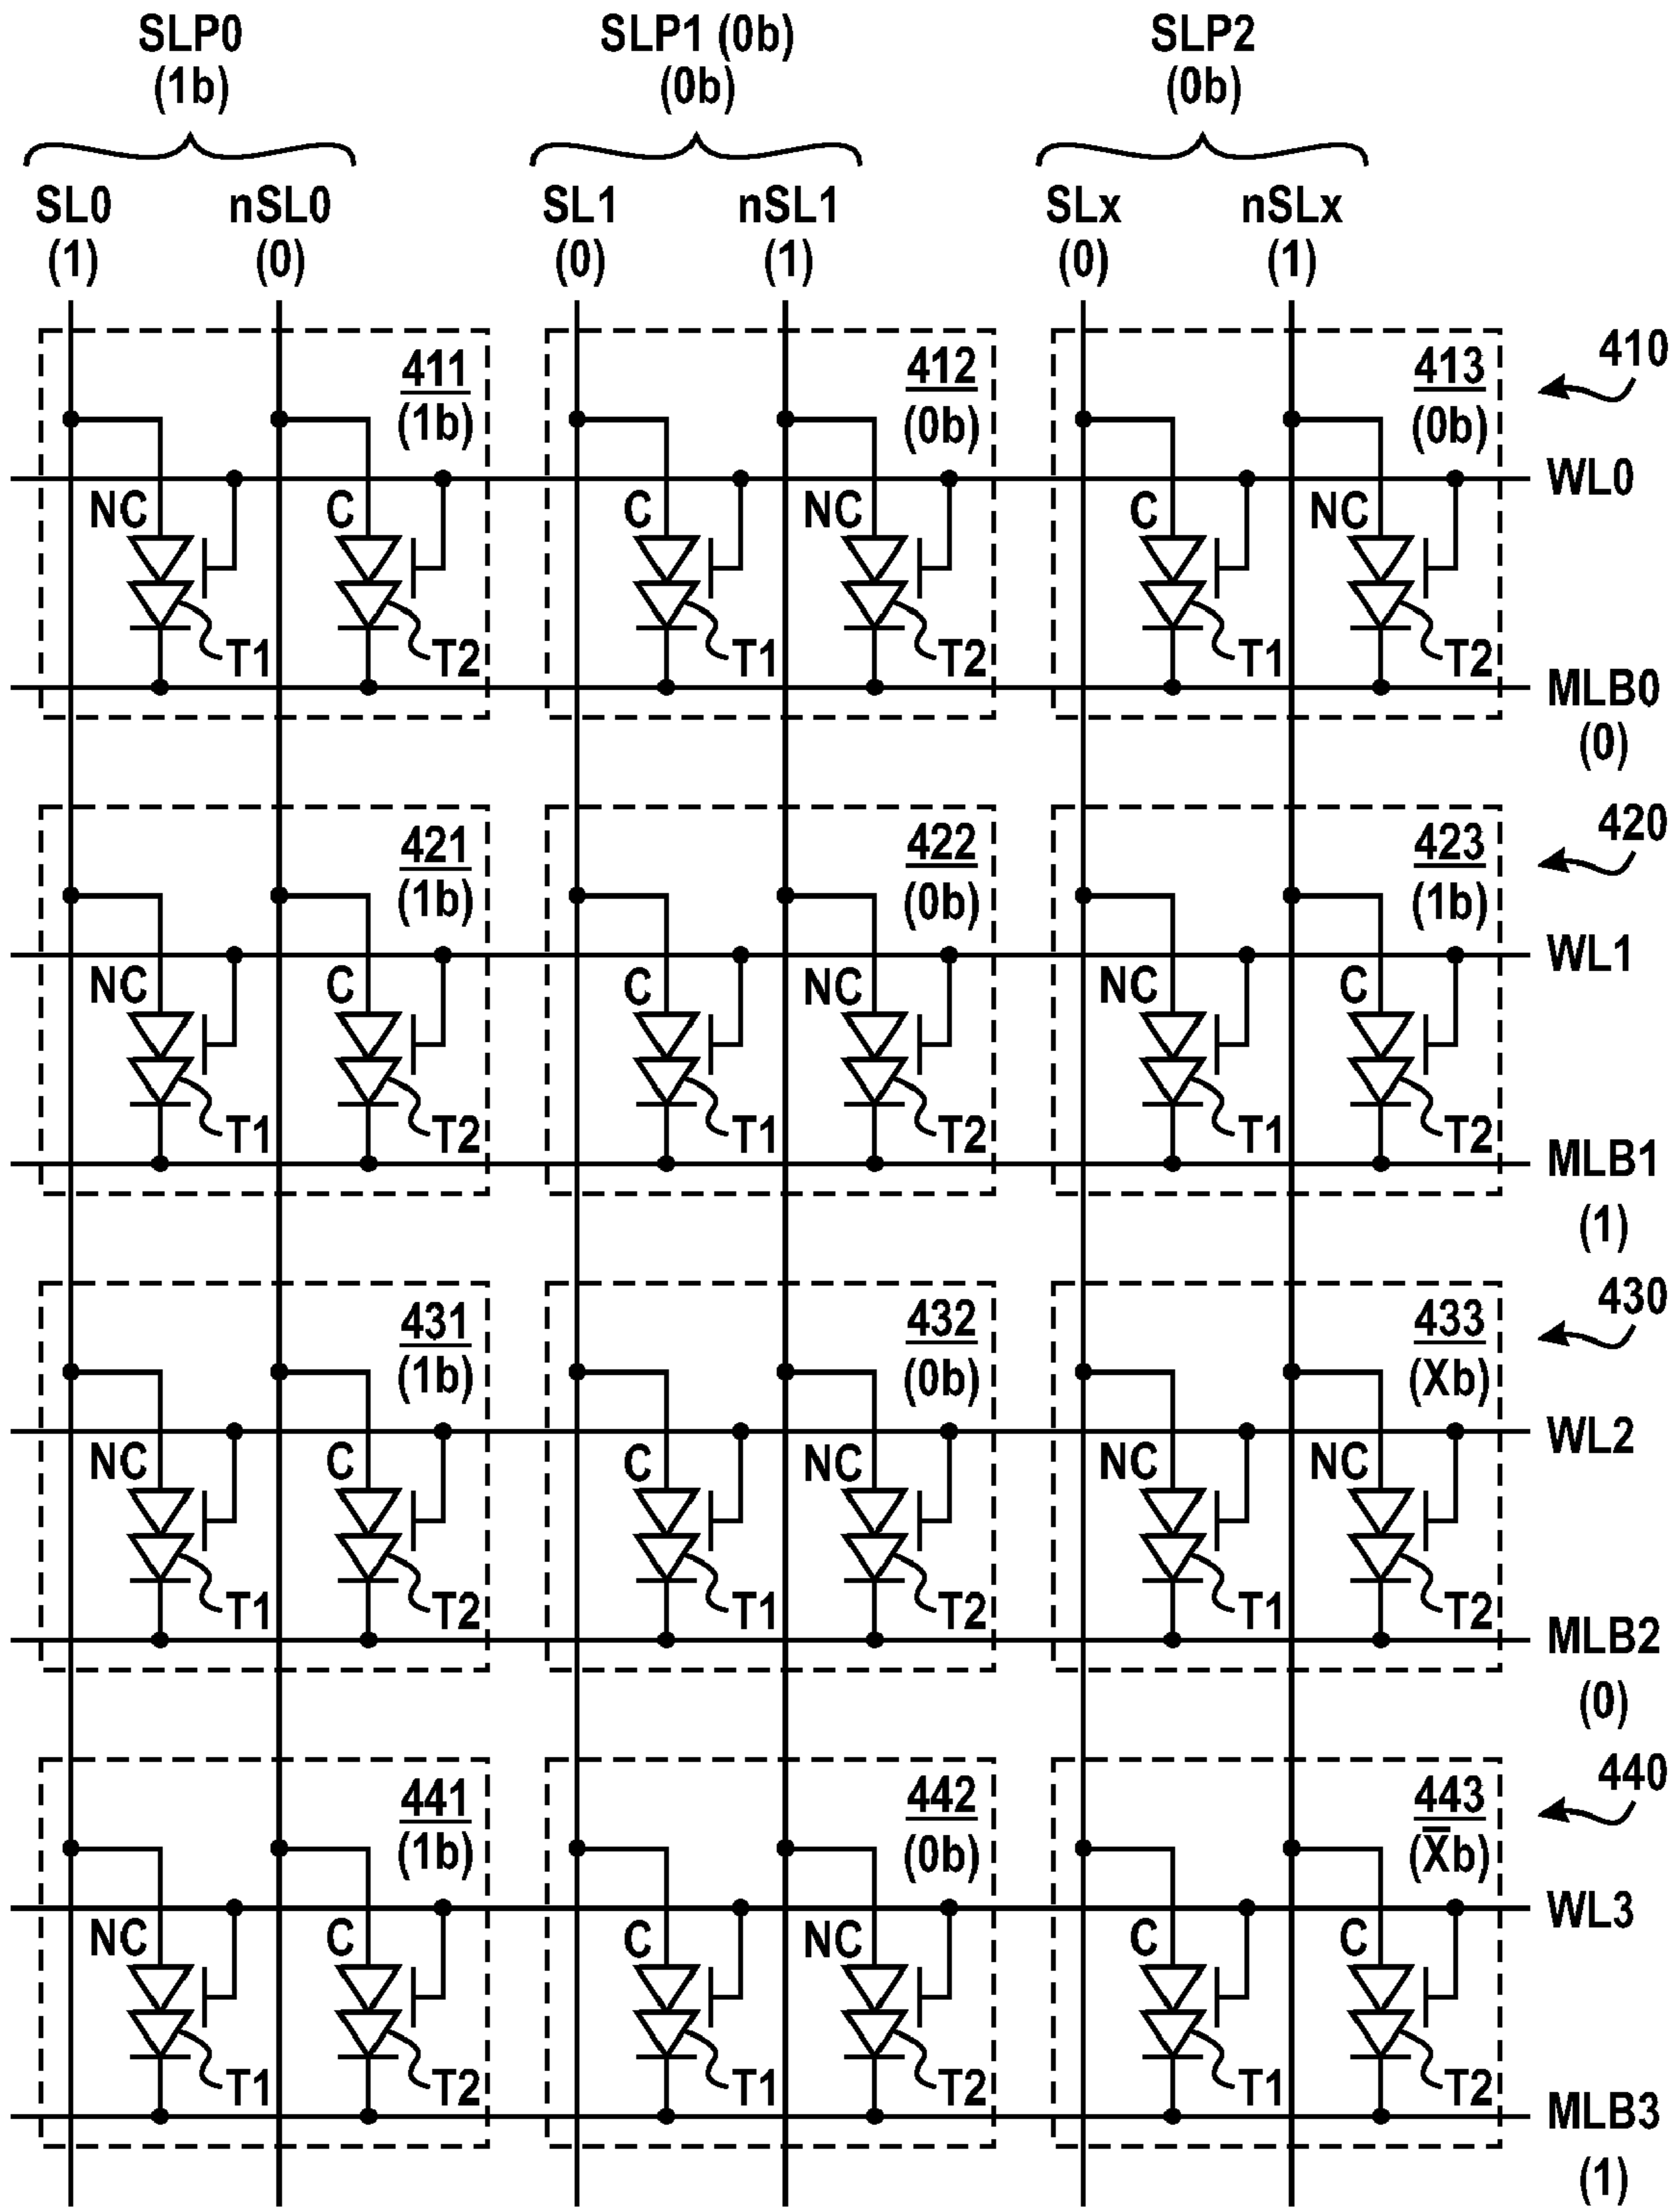 SLP0 SLP1 (0b) SLP2
(1b) (0b) (0b)
SL0 nSL0 SL1 nSL1 SLx nSLx
(1) (0) (0) (1) (0) (1)
411 412 413 410
(1b) (0b) (0b)
WL0
NC C C NC C NC
T1 T2 T1 T2 T1 T2
MLB0
(0)
421 422 423 420
(1b) (0b) (1b)
WL1
NC C C NC NC C
T1 T2 T1 T2 T1 T2
MLB1
(1)
431 432 433 430
(1b) (0b) (Xb)
WL2
NC C C NC NC NC
T1 T2 T1 T2 T1 T2
MLB2
(0)
441 442 443 440
(1b) (0b) (X̅b)
WL3
NC C C NC C C
T1 T2 T1 T2 T1 T2
MLB3
(1)